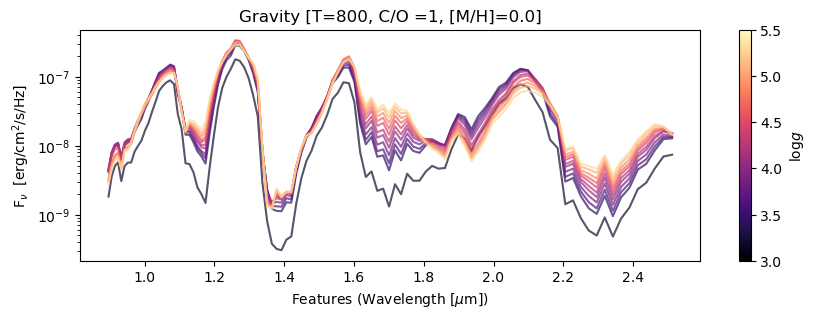 Gravity [T=800, C/O =1, [M/H]=0.0]
F_ν [erg/cm²/s/Hz]
10⁻⁷
10⁻⁸
10⁻⁹
1.0 1.2 1.4 1.6 1.8 2.0 2.2 2.4
Features (Wavelength [μm])
5.5
5.0
4.5
4.0
3.5
3.0
logg